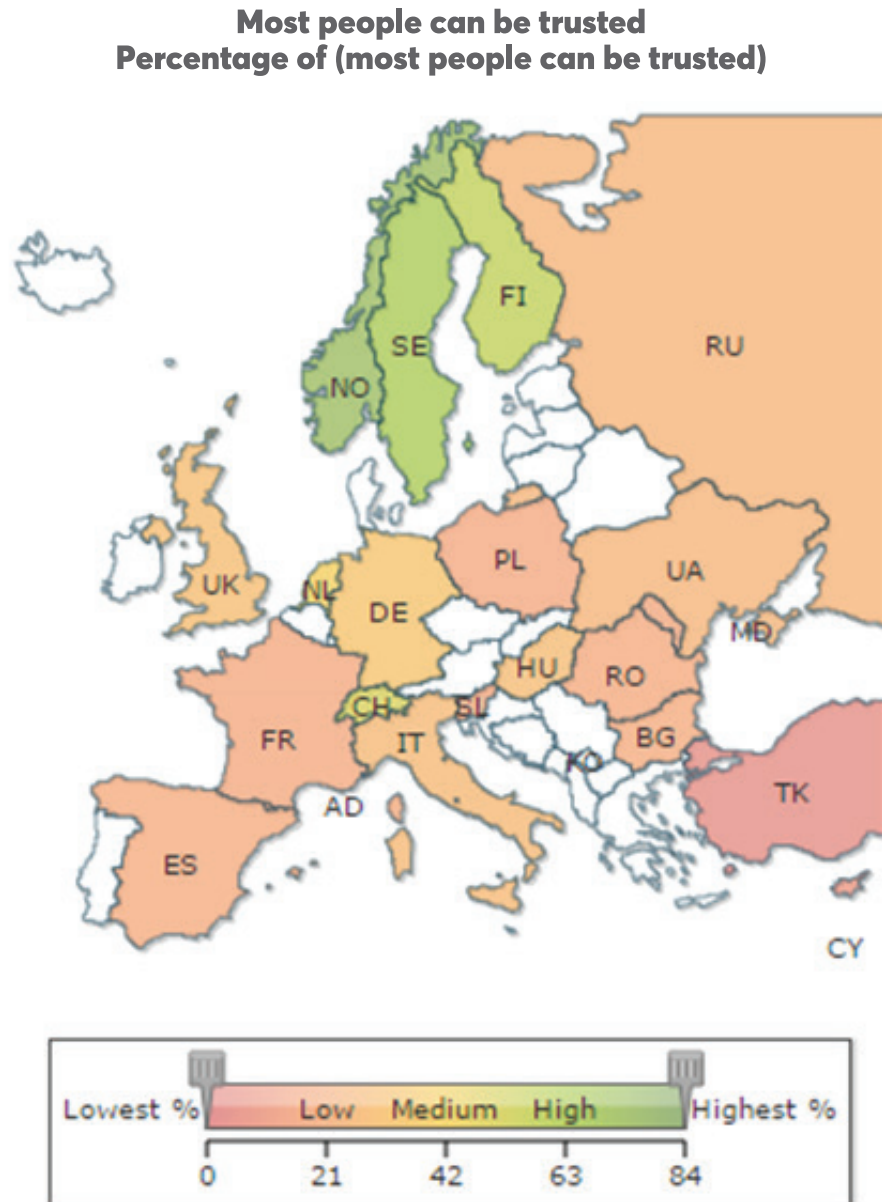 Most people can be trusted
Percentage of (most people can be trusted)
FI
RU
SE
NO
PL
UK
NL
UA
DE
MD
HU
RO
CH
SL
FR
IT
BG
KO
TK
AD
ES
CY
Lowest % Low Medium High Highest %
0 21 42 63 84